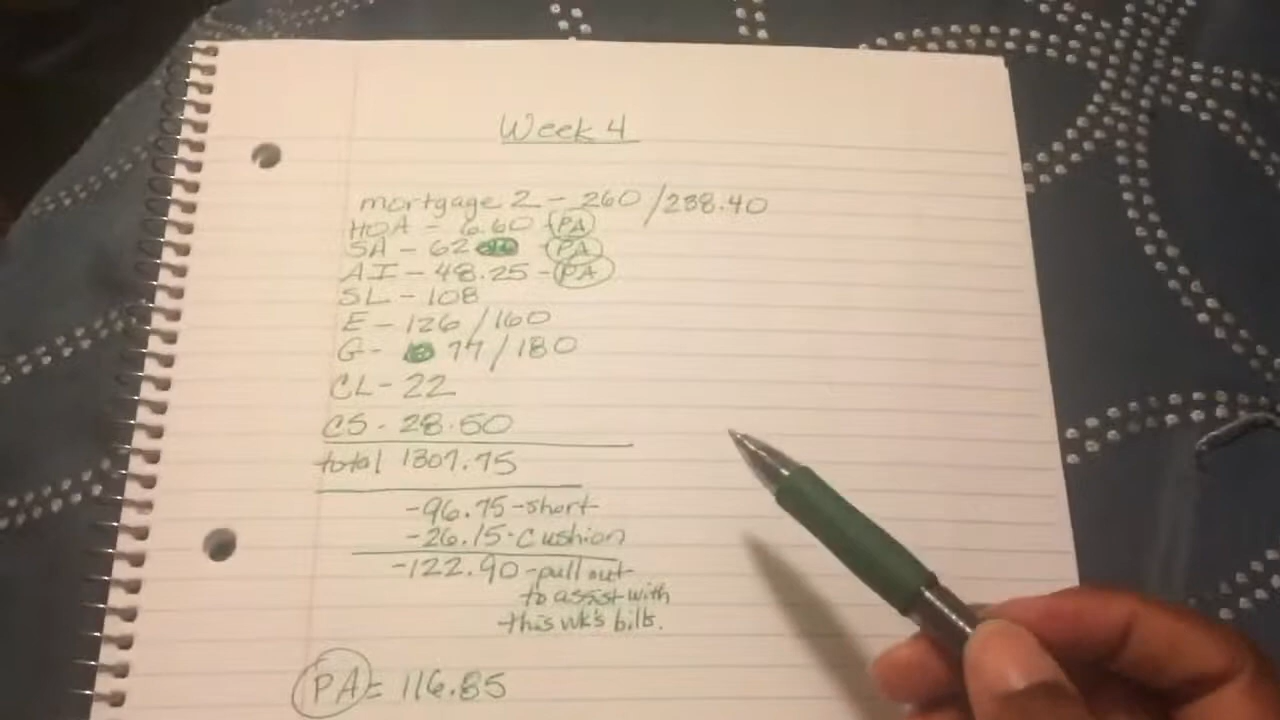 Week 4
mortgage 2 - 260 /238.40
HOA - 6.60 - PA
SA - 62 - PA
AI - 48.25 - PA
SL - 108
E - 126 / 160
G - 77 / 180
CL - 22
CS - 28.50
total 1307.75
-96.75 - short
-26.15 - Cushion
-122.90 - pull out
to assist with
this wk's bills.
PA = 116.85